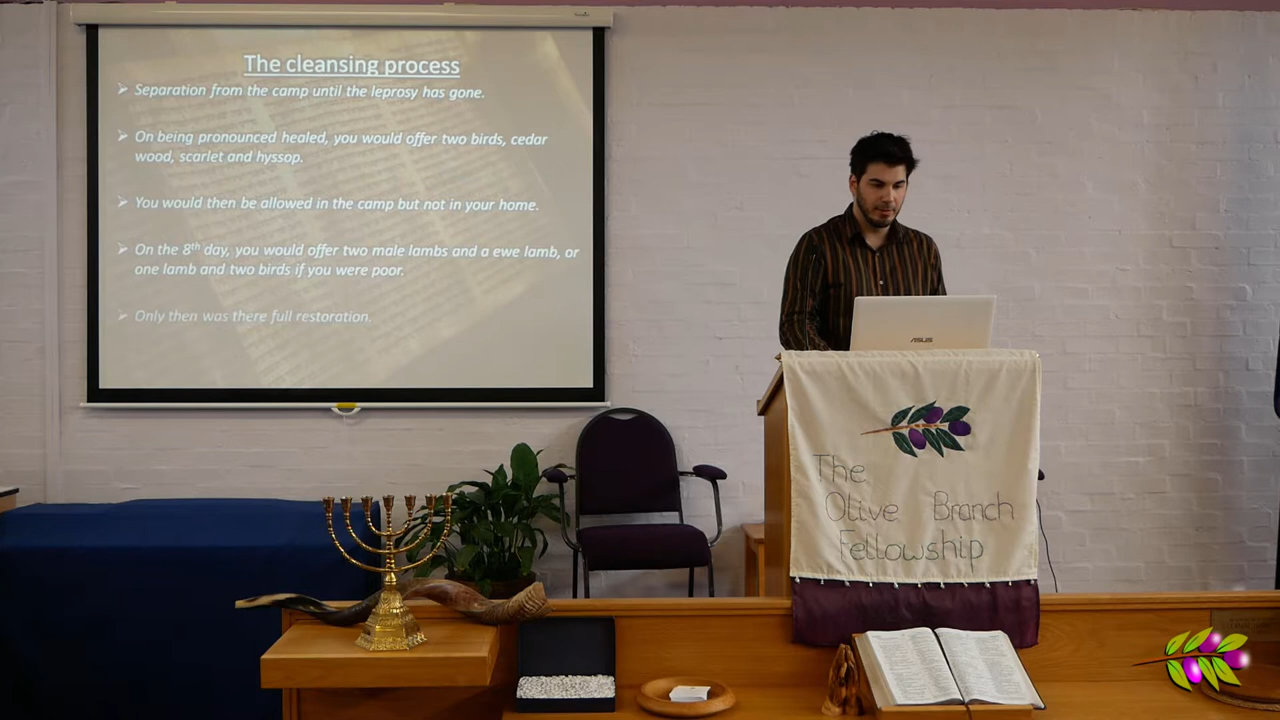 The cleansing process
➢ Separation from the camp until the leprosy has gone.
➢ On being pronounced healed, you would offer two birds, cedar
wood, scarlet and hyssop.
➢ You would then be allowed in the camp but not in your home.
➢ On the 8th day, you would offer two male lambs and a ewe lamb, or
one lamb and two birds if you were poor.
➢ Only then was there full restoration.
ASUS
The
Olive Branch
Fellowship